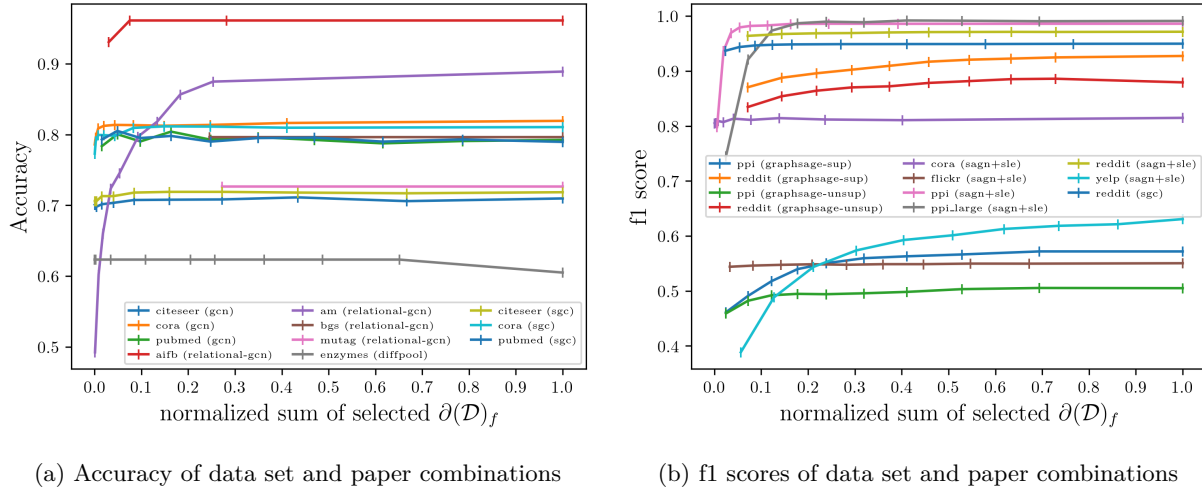 Accuracy
0.9
0.8
0.7
0.6
0.5
citeseer (gcn)
cora (gcn)
pubmed (gcn)
aifb (relational-gcn)
am (relational-gcn)
bgs (relational-gcn)
mutag (relational-gcn)
enzymes (diffpool)
citeseer (sgc)
cora (sgc)
pubmed (sgc)
0.0 0.1 0.2 0.3 0.4 0.5 0.6 0.7 0.8 0.9 1.0
normalized sum of selected ∂(𝒟)_f
(a) Accuracy of data set and paper combinations
f1 score
1.0
0.9
0.8
0.7
0.6
0.5
0.4
ppi (graphsage-sup)
reddit (graphsage-sup)
ppi (graphsage-unsup)
reddit (graphsage-unsup)
cora (sagn+sle)
flickr (sagn+sle)
ppi (sagn+sle)
ppi_large (sagn+sle)
reddit (sagn+sle)
yelp (sagn+sle)
reddit (sgc)
0.0 0.1 0.2 0.3 0.4 0.5 0.6 0.7 0.8 0.9 1.0
normalized sum of selected ∂(𝒟)_f
(b) f1 scores of data set and paper combinations